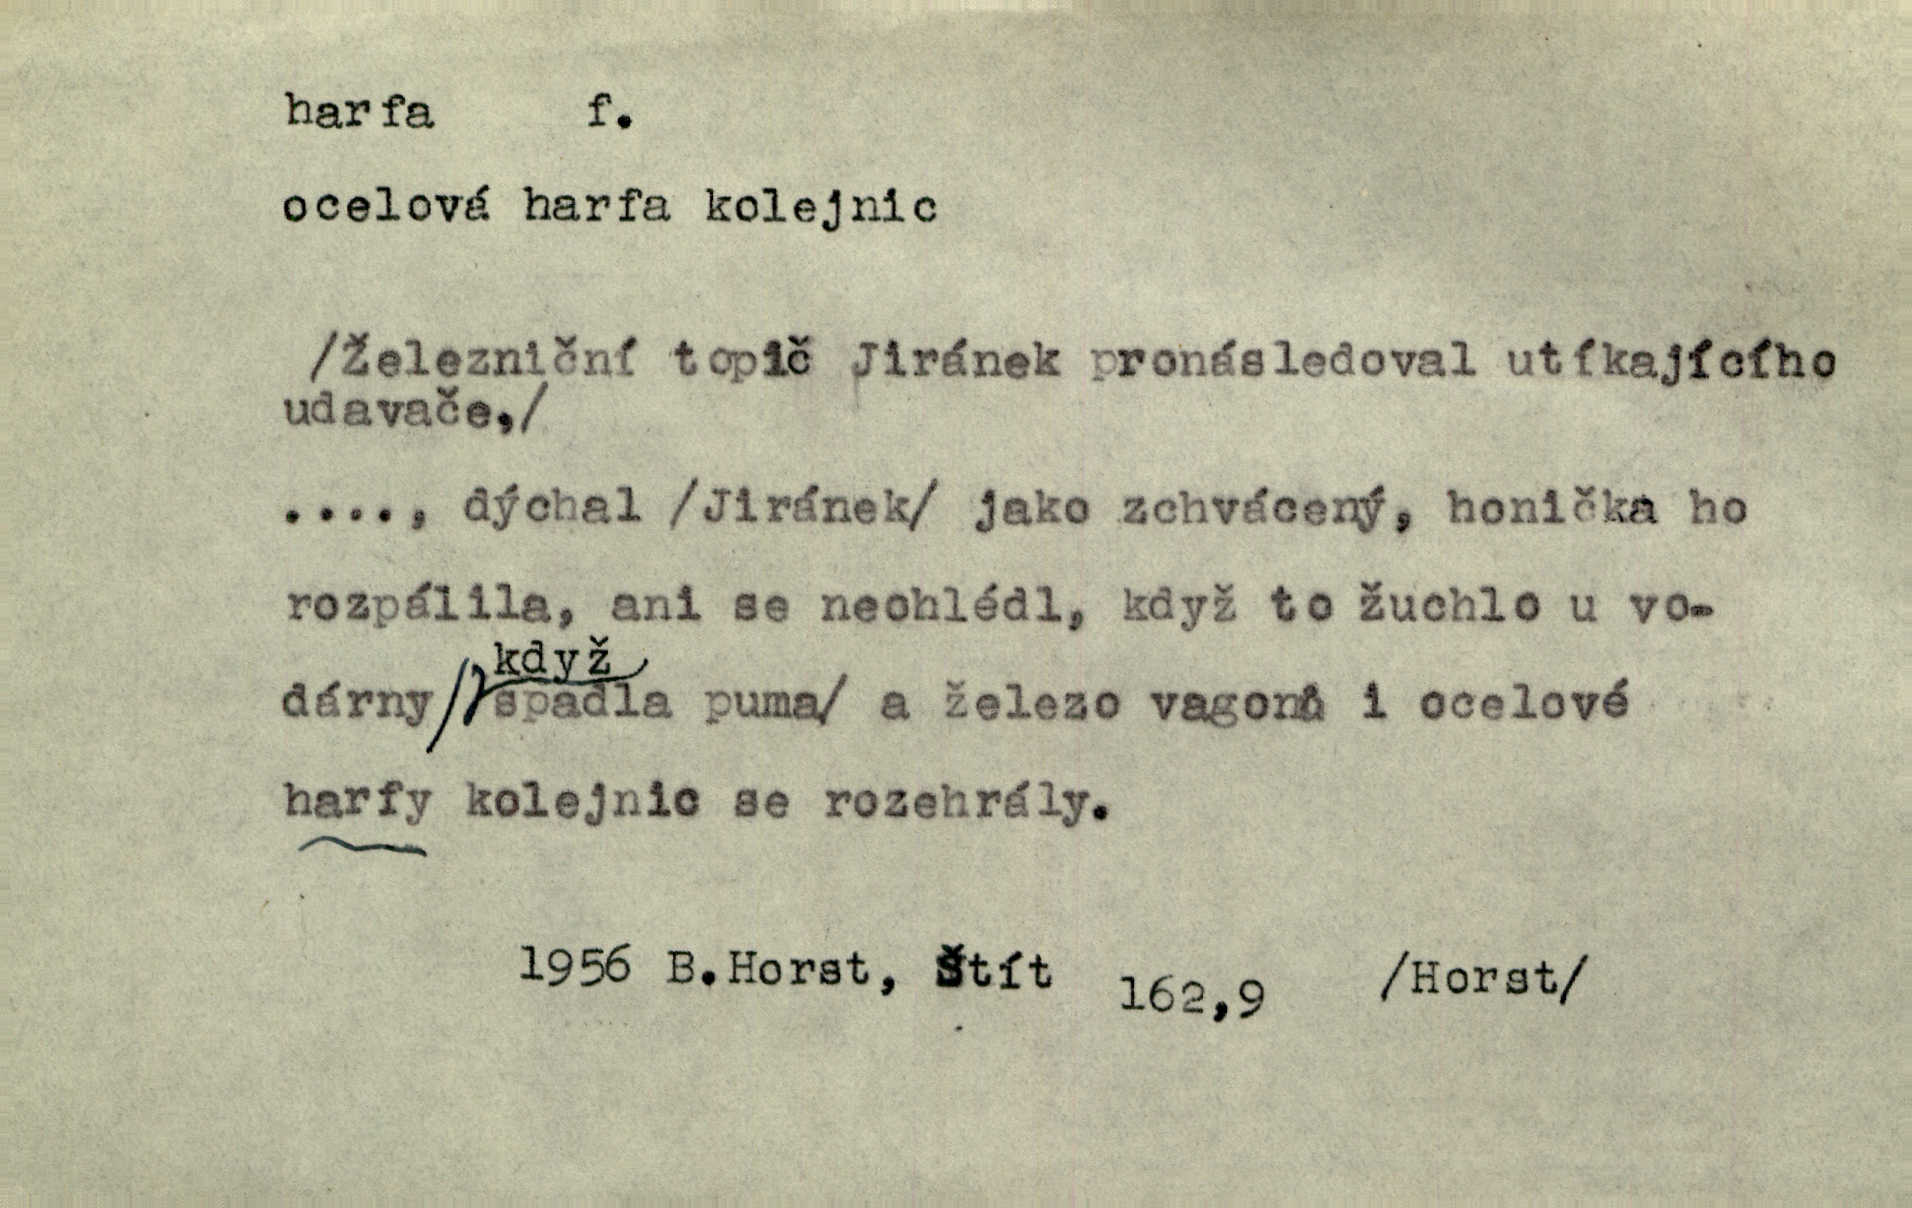 harfa f.
ocelová harfa kolejnic
/Železniční topič Jiránek pronásledoval utíkajícího
udavače,/
...., dýchal /Jiránek/ jako zchvácený, honička ho
rozpálila, ani se neohlédl, když to žuchlo u vo-
když
dárny/ spadla puma/ a železo vagonů i ocelové
harfy kolejnic se rozehrály.
1956 B.Horst, Štít 162,9 /Horst/